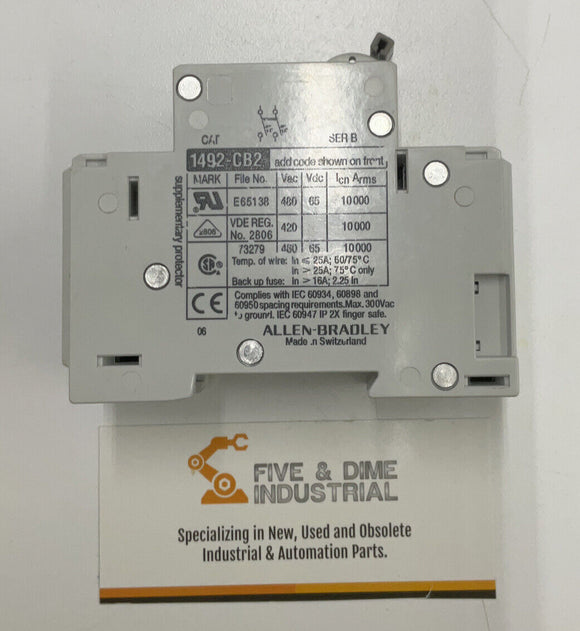 CAT SER B
1492-CB2 add code shown on front
MARK File No. Vac Vdc Icn Arms
E65138 480 65 10000
VDE REG. No. 2806 420 10000
73279 480 65 10000
Temp. of wire: In ≤ 25A; 60/75°C
In > 25A; 75°C only
Back up fuse: In > 16A; 2.25 In
CE Complies with IEC 60934, 60898 and
60950 spacing requirements. Max. 300Vac
to ground. IEC 60947 IP 2X finger safe.
06 ALLEN-BRADLEY
Made in Switzerland
supplementary protector
FIVE & DIME
INDUSTRIAL
Specializing in New, Used and Obsolete
Industrial & Automation Parts.